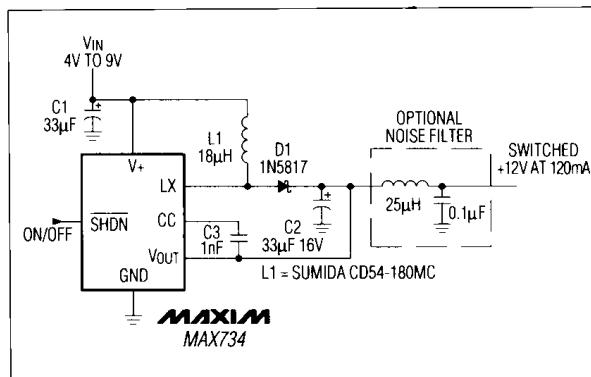 VIN
4V TO 9V
C1
33µF
+
L1
18µH
D1
1N5817
OPTIONAL
NOISE FILTER
SWITCHED
+12V AT 120mA
V+
LX
CC
SHDN
ON/OFF
VOUT
GND
C3
1nF
+
C2
33µF 16V
25µH
0.1µF
L1 = SUMIDA CD54-180MC
MAXIM
MAX734